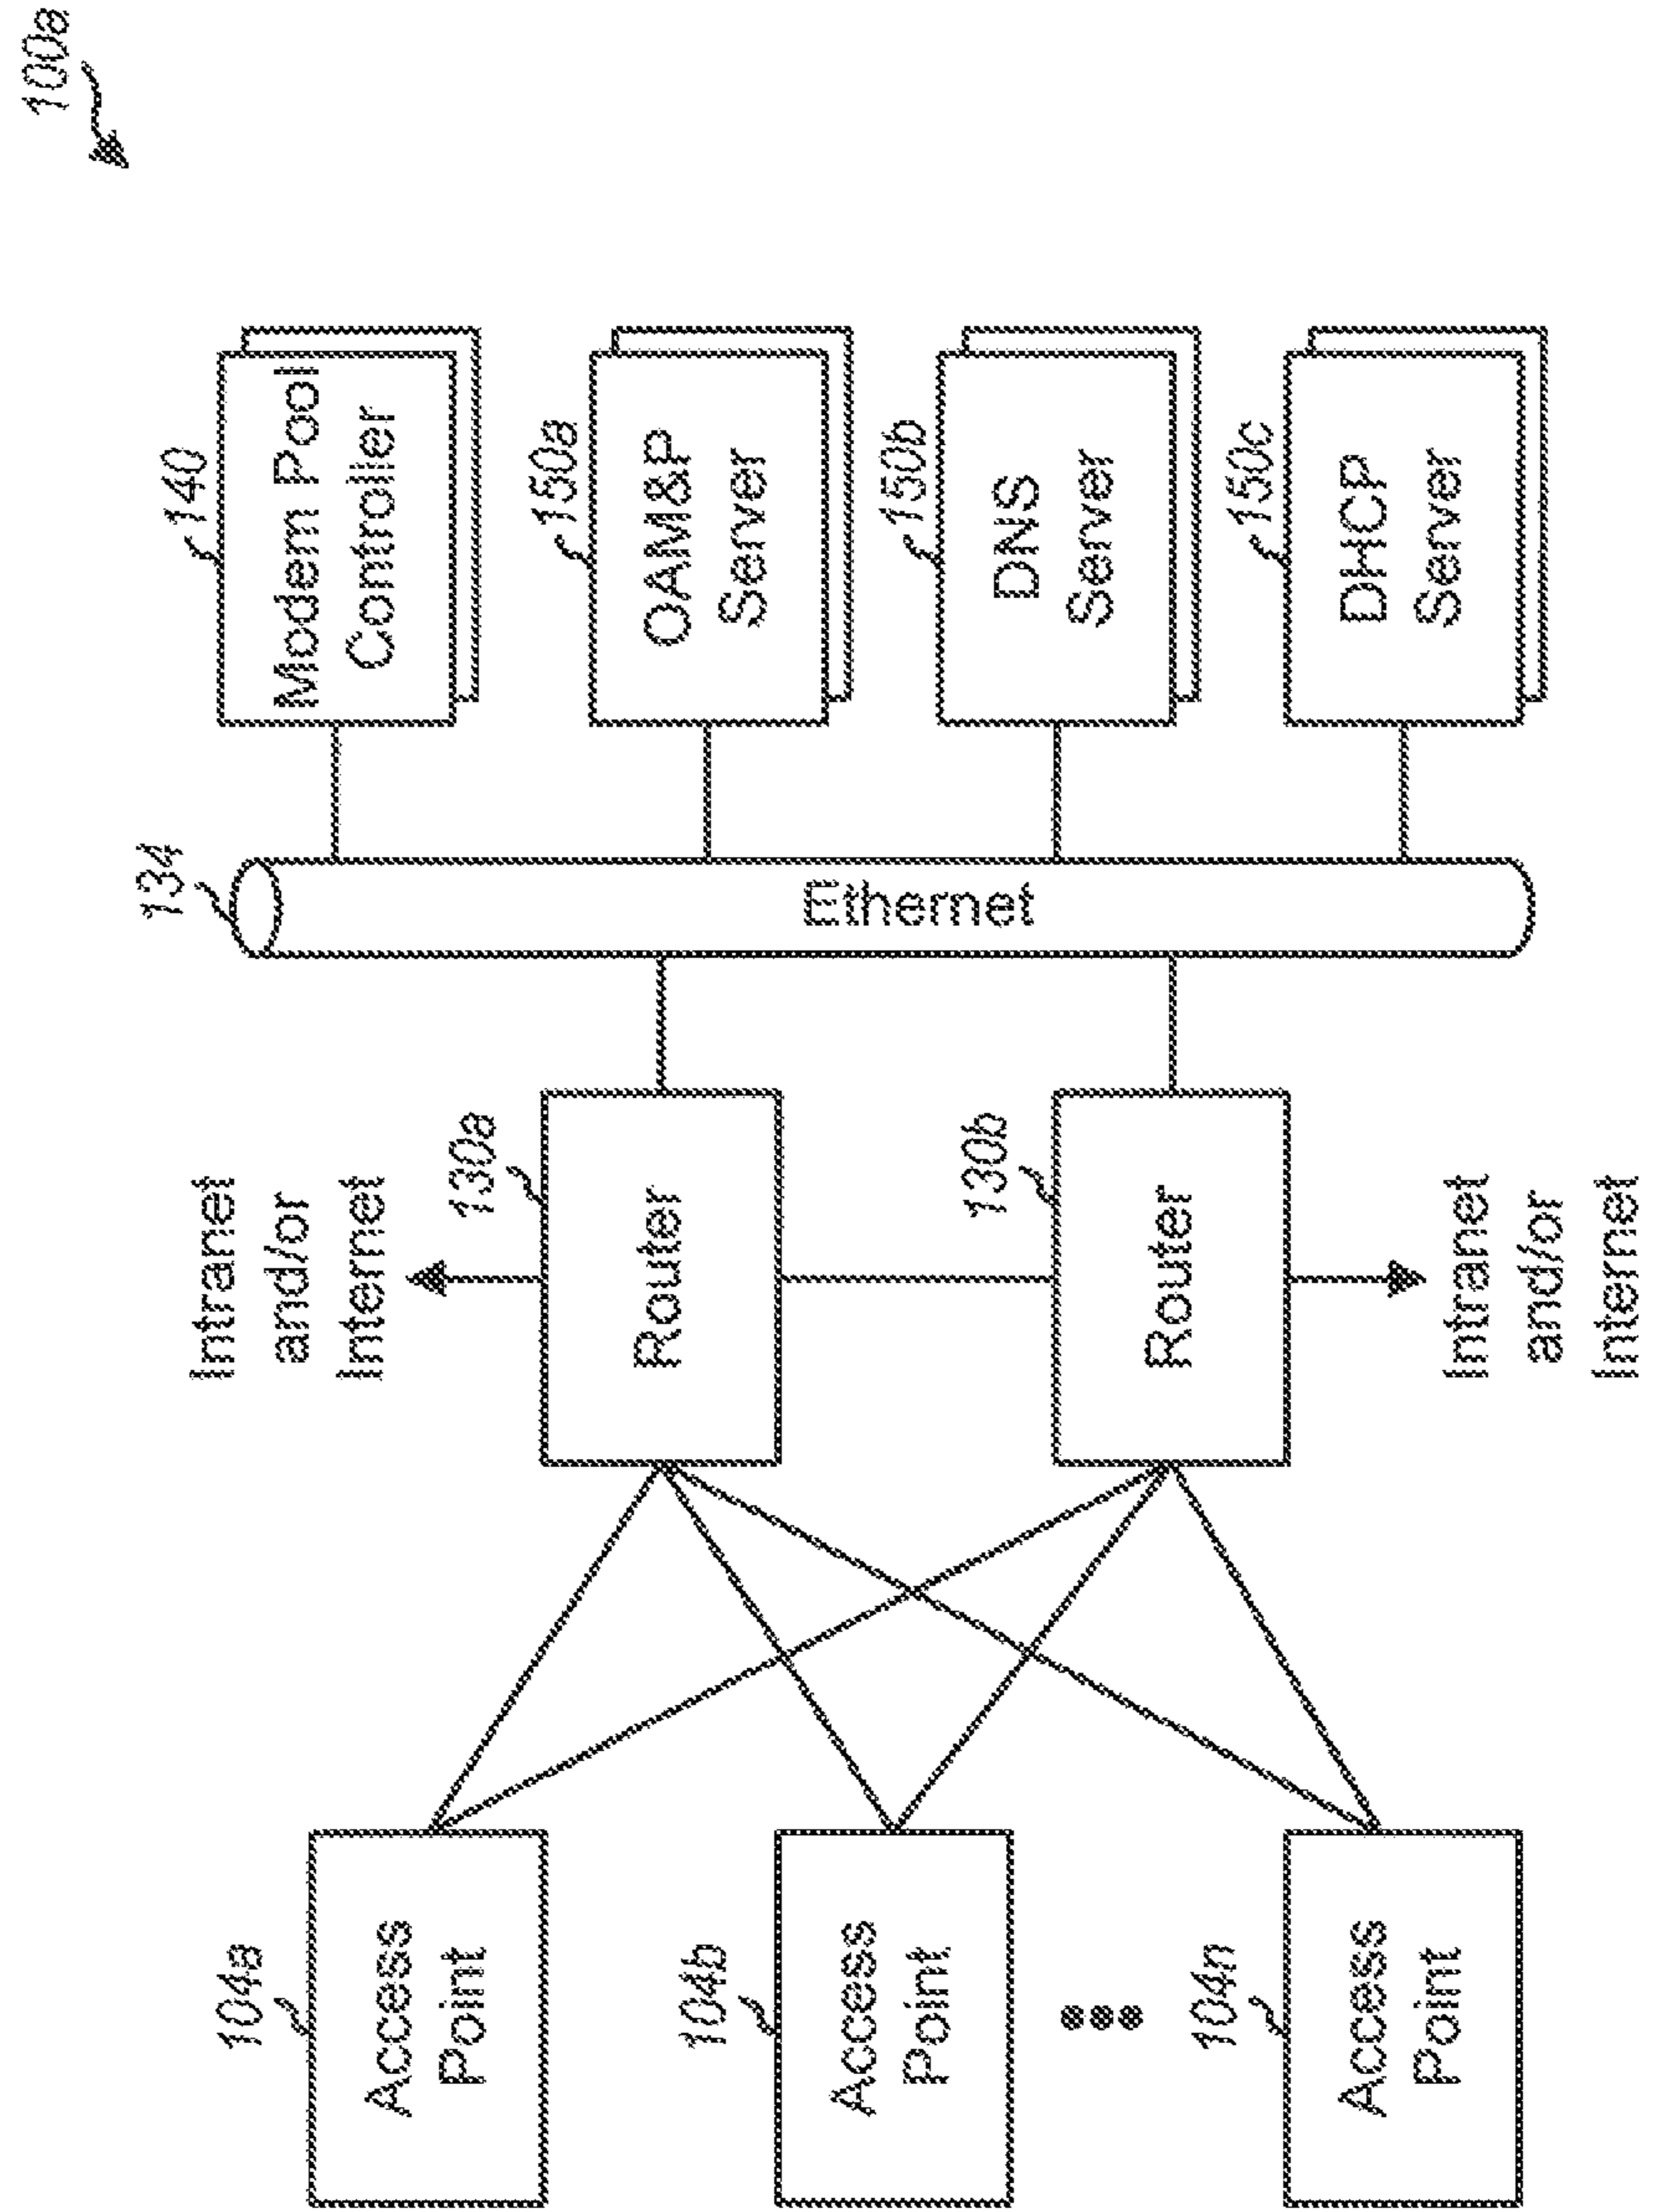 100a
104a
Access
Point
104b
Access
Point
104n
Access
Point
Intranet
and/or
Internet
130a
Router
130b
Router
Intranet
and/or
Internet
134
Ethernet
140
Modem Pool
Controller
150a
OAM&P
Server
150b
DNS
Server
150c
DHCP
Server